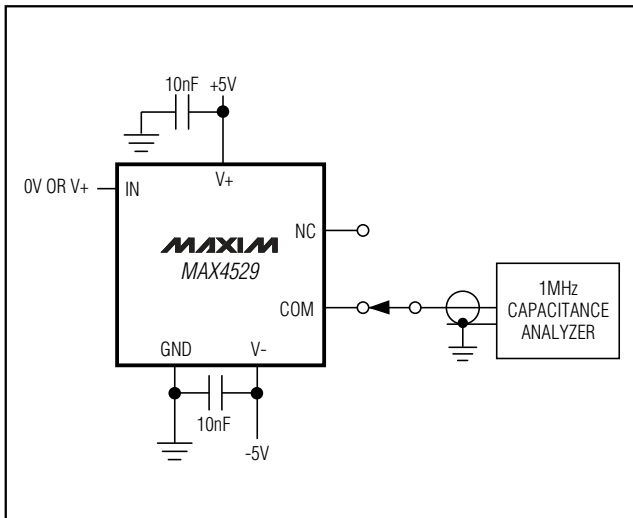 10nF
+5V
V+
0V OR V+
IN
NC
MAXIM
MAX4529
COM
1MHz
CAPACITANCE
ANALYZER
GND
V-
10nF
-5V